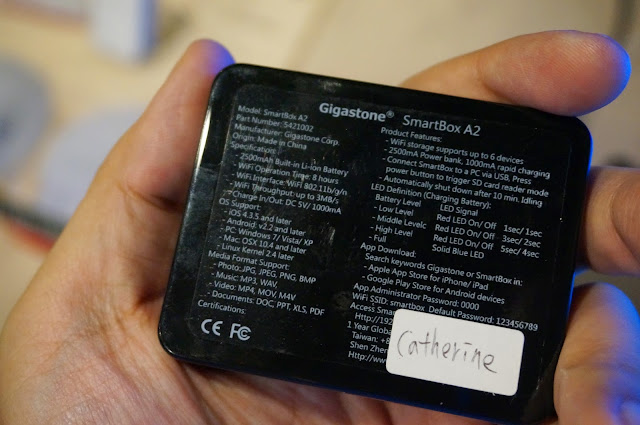 Gigastone® SmartBox A2
Model: SmartBox A2
Part Number: S421002
Manufacturer: Gigastone Corp.
Origin: Made in China
Specification:
- 2500mAh Built-in Li-ion Battery
- WiFi Operation Time: 8 hours
- WiFi Interface: WiFi 802.11b/g/n
- WiFi Throughput: up to 3MB/s
- Charge In/Out: DC 5V/ 1000mA
OS Support:
- iOS 4.3.5 and later
- Android: v2.2 and later
- PC: Windows 7/ Vista/ XP
- Mac: OSX 10.4 and later
- Linux Kernel 2.4 later
Media Format Support:
- Photo: JPG, JPEG, PNG, BMP
- Music: MP3, WAV,
- Video: MP4, MOV, M4V
- Documents: DOC, PPT, XLS, PDF
Certifications:
CE FC
Product Features:
- WiFi storage supports up to 6 devices
- 2500mA Power bank, 1000mA rapid charging
- Connect SmartBox to a PC via USB, Press
power button to trigger SD card reader mode
- Automatically shut down after 10 min. Idling
LED Definition (Charging Battery):
Battery Level LED Signal
- Low Level Red LED On/ Off 1sec/ 1sec
- Middle Level Red LED On/ Off 3sec/ 2sec
- High Level Red LED On/ Off 5sec/ 4sec
- Full Solid Blue LED
App Download:
Search keywords Gigastone or SmartBox in:
- Apple App Store for iPhone/ iPad
- Google Play Store for Android devices
App Administrator Password: 0000
WiFi SSID: smartbox Default Password: 123456789
Access
Http://192
1 Year Global
Taiwan: +8
Shen Zhen
Http://www
Catherine